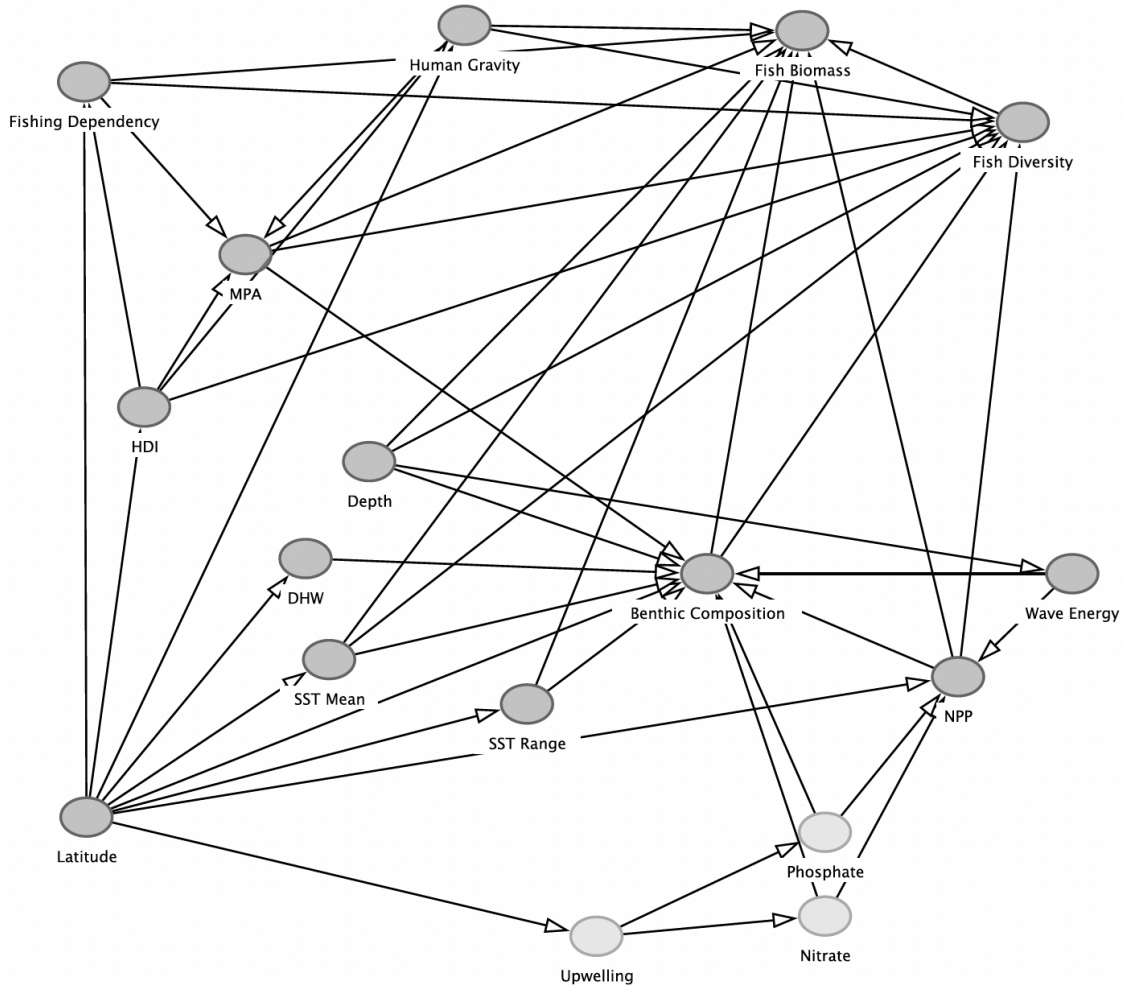 Human Gravity
Fish Biomass
Fishing Dependency
Fish Diversity
MPA
HDI
Depth
DHW
Benthic Composition
Wave Energy
SST Mean
NPP
SST Range
Latitude
Phosphate
Nitrate
Upwelling